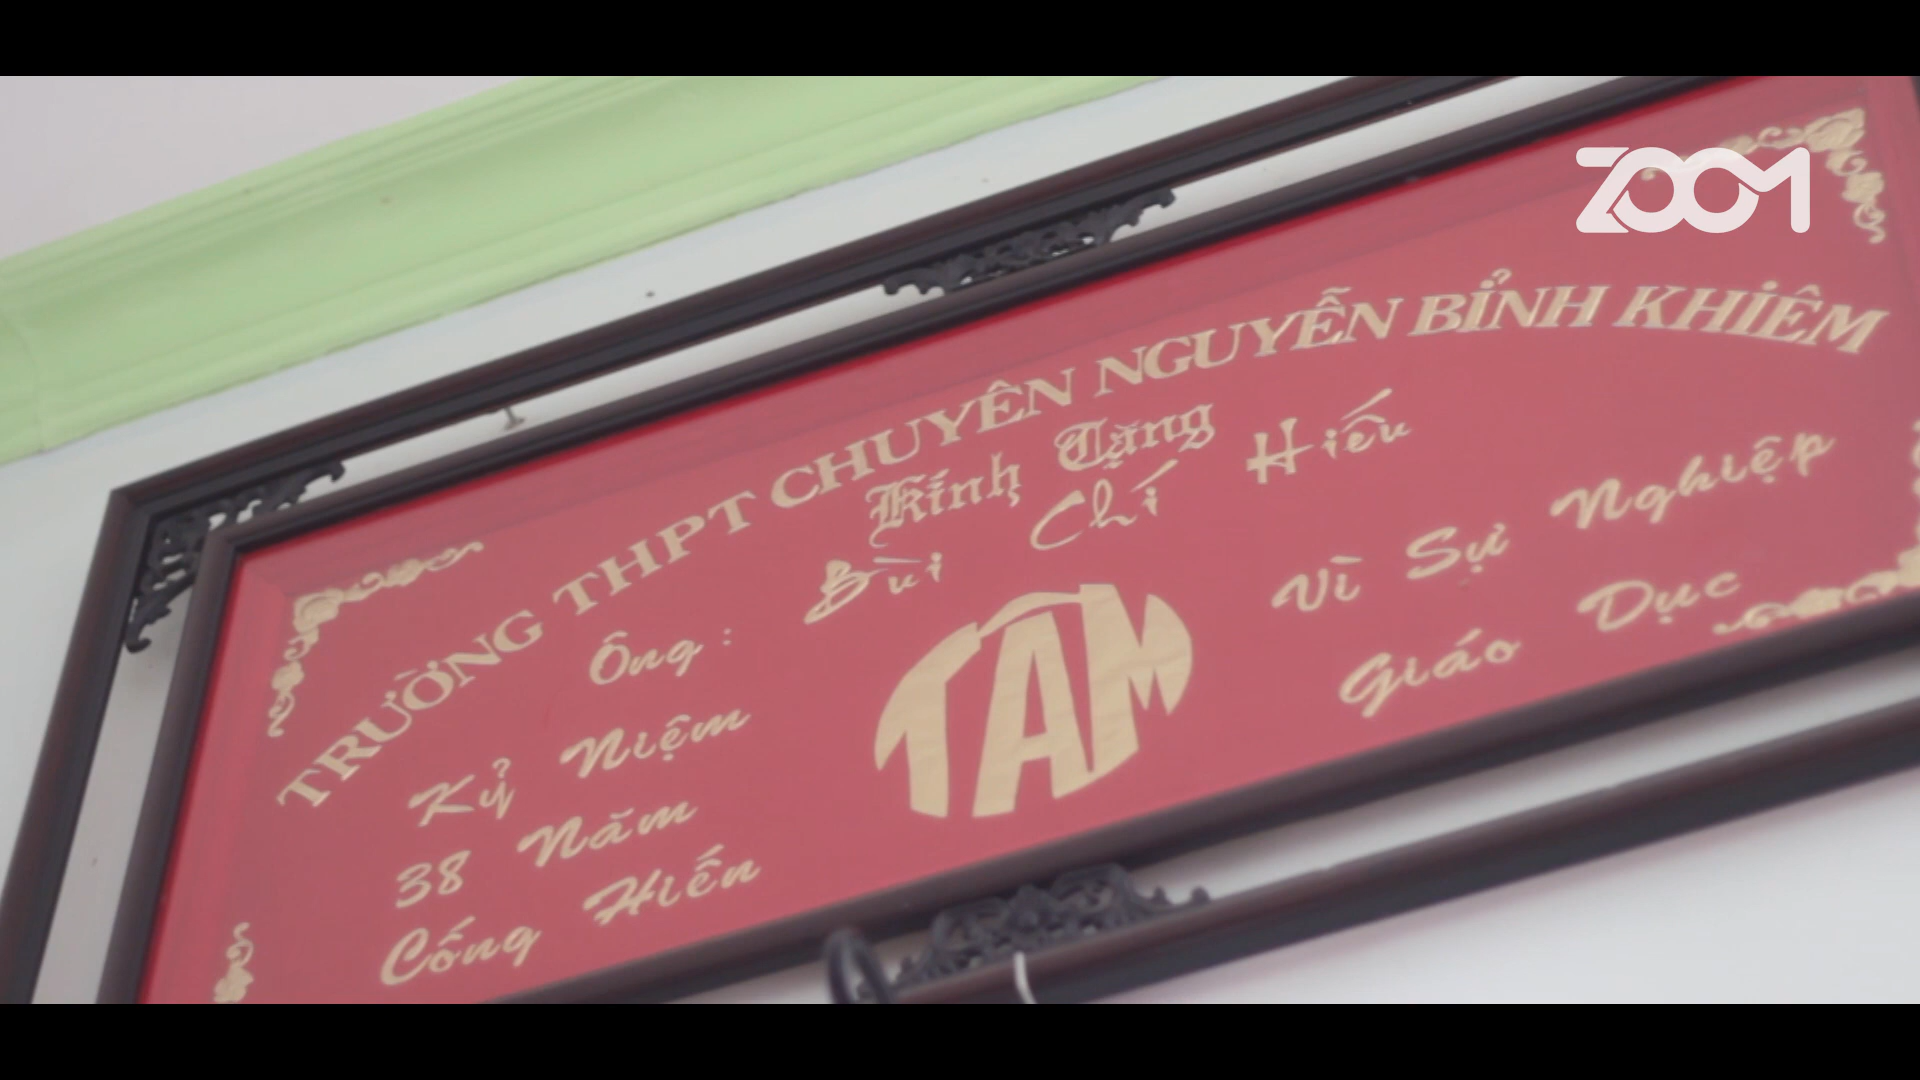 ZOOM
TRƯỜNG THPT CHUYÊN NGUYỄN BỈNH KHIÊM
Kính Tặng
Ông : Bùi Chí Hiếu
Kỷ Niệm
38 Năm
Cống Hiến
TÂM
Vì Sự Nghiệp
Giáo Dục